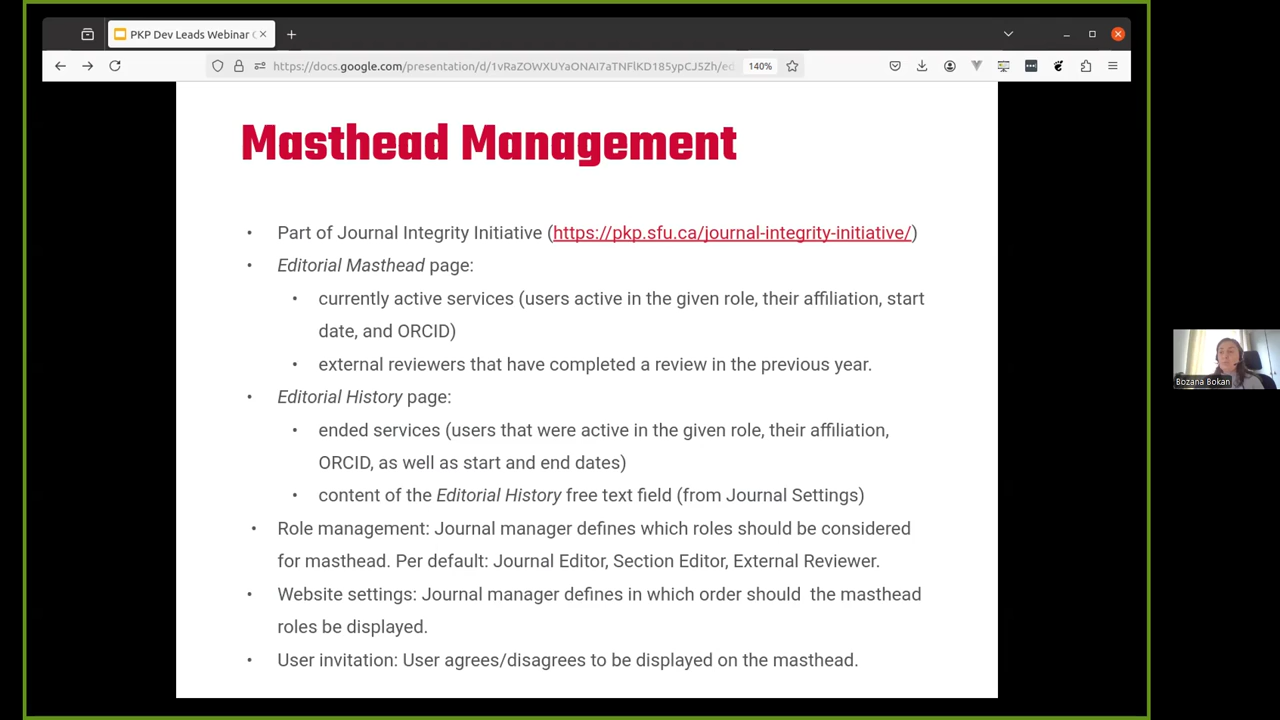 PKP Dev Leads Webinar
https://docs.google.com/presentation/d/1vRaZOWXUYaONAI7aTNFlKD185ypCJ5Zh/ed
140%
Masthead Management
• Part of Journal Integrity Initiative (https://pkp.sfu.ca/journal-integrity-initiative/)
• Editorial Masthead page:
• currently active services (users active in the given role, their affiliation, start
date, and ORCID)
• external reviewers that have completed a review in the previous year.
• Editorial History page:
• ended services (users that were active in the given role, their affiliation,
ORCID, as well as start and end dates)
• content of the Editorial History free text field (from Journal Settings)
• Role management: Journal manager defines which roles should be considered
for masthead. Per default: Journal Editor, Section Editor, External Reviewer.
• Website settings: Journal manager defines in which order should the masthead
roles be displayed.
• User invitation: User agrees/disagrees to be displayed on the masthead.
Bozana Bokan